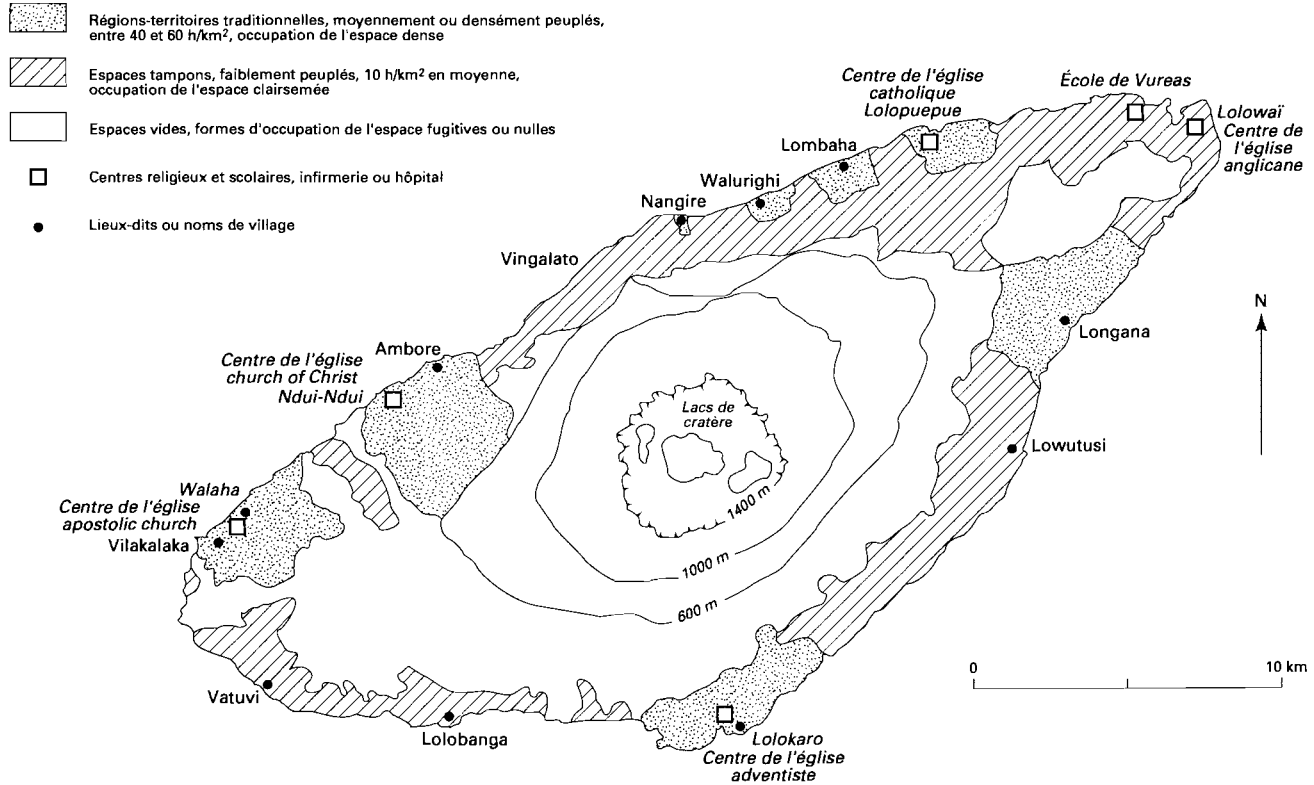 Régions-territoires traditionnelles, moyennement ou densément peuplés,
entre 40 et 60 h/km², occupation de l'espace dense
Espaces tampons, faiblement peuplés, 10 h/km² en moyenne,
occupation de l'espace clairsemée
Espaces vides, formes d'occupation de l'espace fugitives ou nulles
Centres religieux et scolaires, infirmerie ou hôpital
Lieux-dits ou noms de village
Centre de l'église
catholique
Lolopuepue
École de Vureas
Lolowaï
Centre de
l'église
anglicane
Lombaha
Walurighi
Nangire
Vingalato
N
Longana
Ambore
Centre de l'église
church of Christ
Ndui-Ndui
Lacs de
cratère
Lowutusi
Walaha
Centre de l'église
apostolic church
Vilakalaka
1400 m
1000 m
600 m
0
10 km
Vatuvi
Lolobanga
Lolokaro
Centre de l'église
adventiste